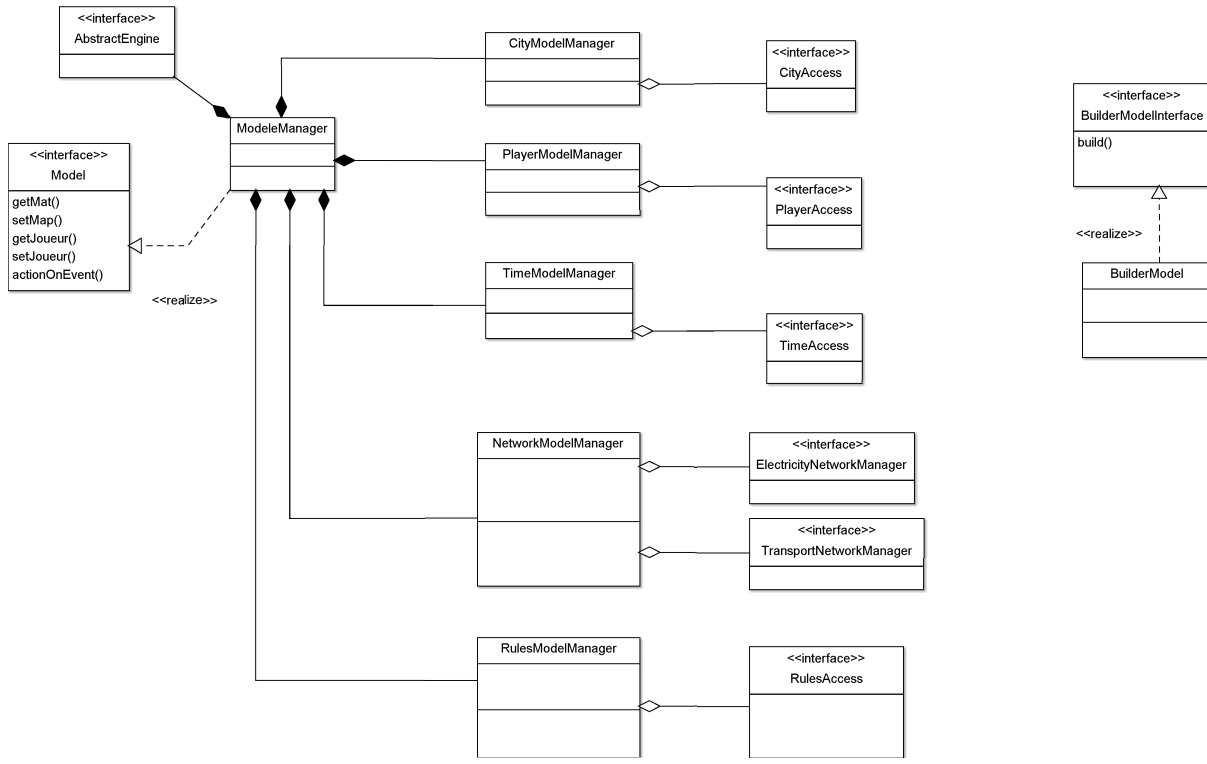 <<interface>>
AbstractEngine
<<interface>>
Model
getMat()
setMap()
getJoueur()
setJoueur()
actionOnEvent()
<<realize>>
ModeleManager
CityModelManager
<<interface>>
CityAccess
PlayerModelManager
<<interface>>
PlayerAccess
TimeModelManager
<<interface>>
TimeAccess
NetworkModelManager
<<interface>>
ElectricityNetworkManager
<<interface>>
TransportNetworkManager
RulesModelManager
<<interface>>
RulesAccess
<<interface>>
BuilderModelInterface
build()
<<realize>>
BuilderModel